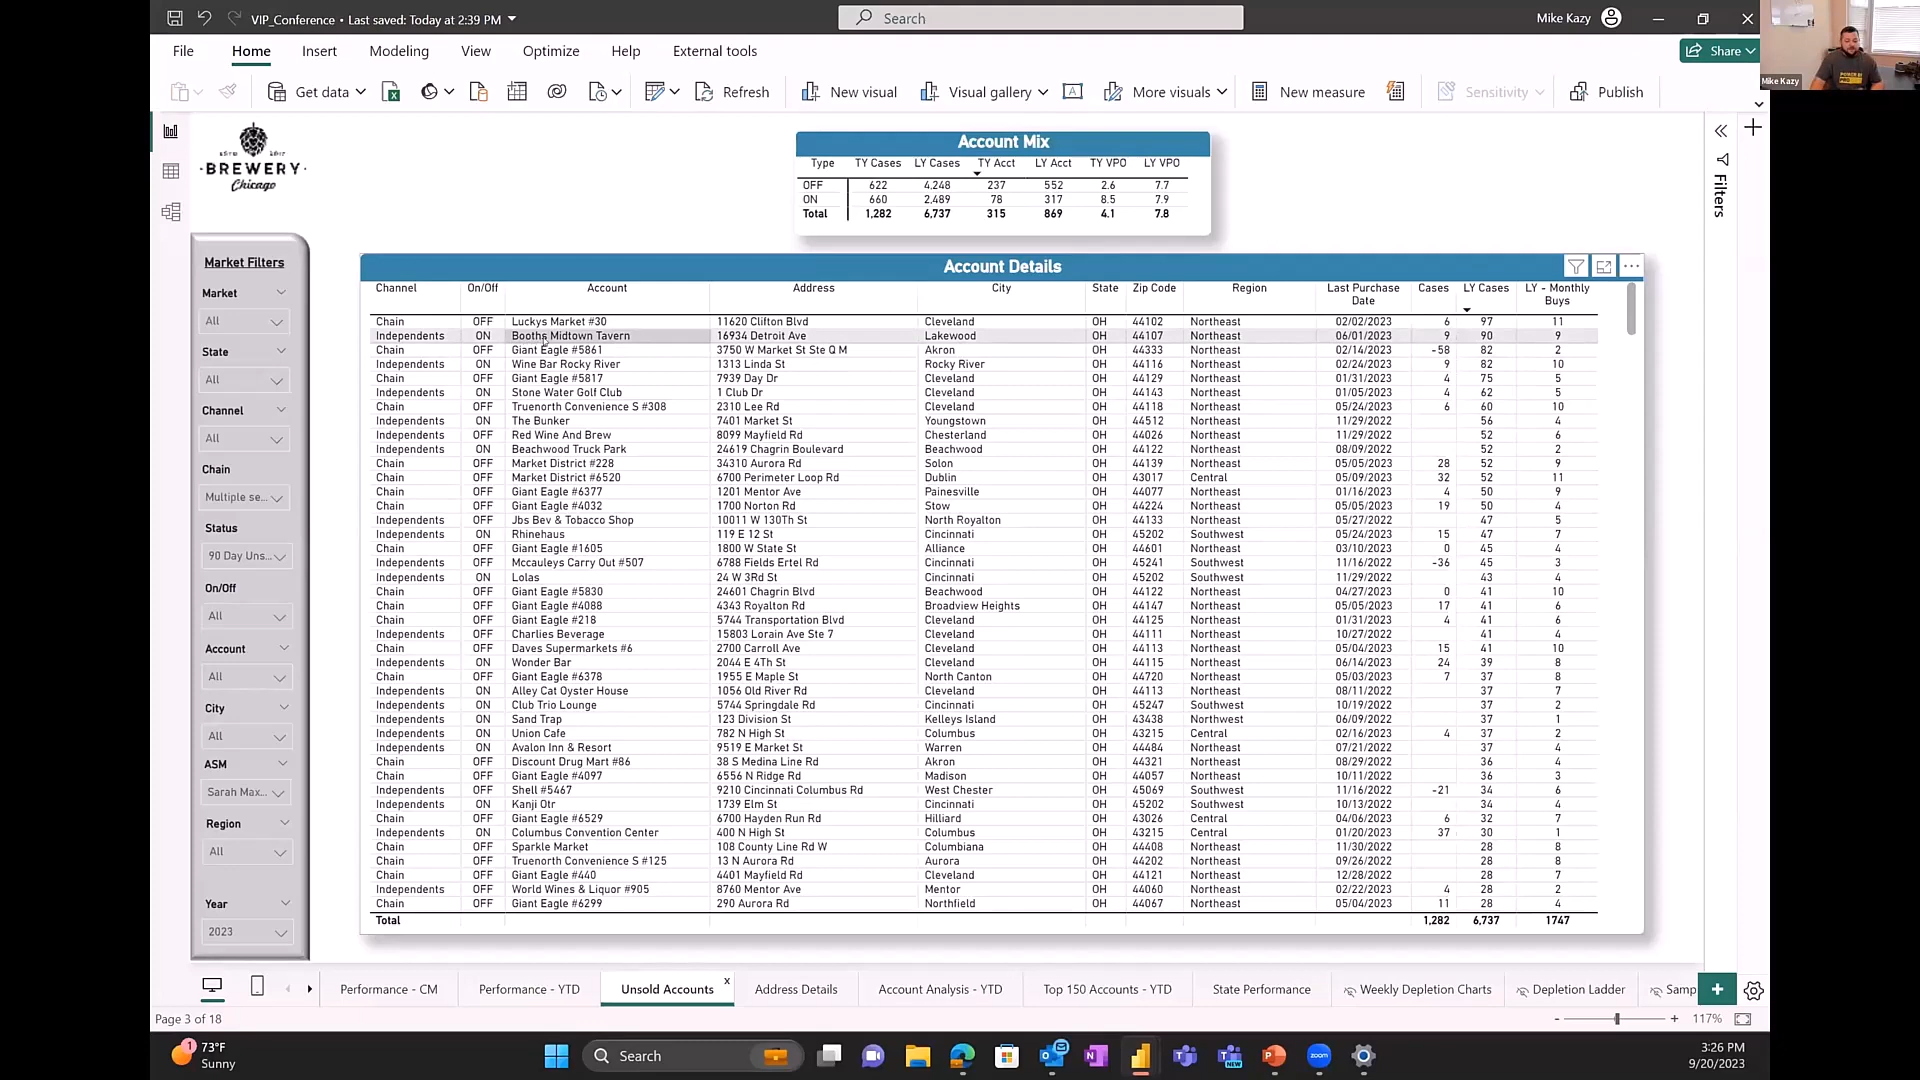 VIP_Conference • Last saved: Today at 2:39 PM
Search
Mike Kazy
File Home Insert Modeling View Optimize Help External tools
Share
Get data Refresh New visual Visual gallery More visuals New measure Sensitivity Publish
Mike Kazy
BREWERY
Chicago
Filters
Account Mix
Type TY Cases LY Cases TY Acct LY Acct TY VPO LY VPO
OFF 622 4,248 237 552 2.6 7.7
ON 660 2,489 78 317 8.5 7.9
Total 1,282 6,737 315 869 4.1 7.8
Market Filters
Market
All
State
All
Channel
All
Chain
Multiple se...
Status
90 Day Uns...
On/Off
All
Account
All
City
All
ASM
Sarah Max...
Region
All
Year
2023
Account Details
Channel On/Off Account Address City State Zip Code Region Last Purchase Date Cases LY Cases LY - Monthly Buys
Chain OFF Luckys Market #30 11620 Clifton Blvd Cleveland OH 44102 Northeast 02/02/2023 6 97 11
Independents ON Booths Midtown Tavern 16934 Detroit Ave Lakewood OH 44107 Northeast 06/01/2023 9 90 9
Chain OFF Giant Eagle #5861 3750 W Market St Ste Q M Akron OH 44333 Northeast 02/14/2023 -58 82 2
Independents ON Wine Bar Rocky River 1313 Linda St Rocky River OH 44116 Northeast 02/24/2023 9 82 10
Chain OFF Giant Eagle #5817 7939 Day Dr Cleveland OH 44129 Northeast 01/31/2023 4 75 5
Independents ON Stone Water Golf Club 1 Club Dr Cleveland OH 44143 Northeast 01/05/2023 4 62 5
Chain OFF Truenorth Convenience S #308 2310 Lee Rd Cleveland OH 44118 Northeast 05/24/2023 6 60 10
Independents ON The Bunker 7401 Market St Youngstown OH 44512 Northeast 11/29/2022 56 4
Independents OFF Red Wine And Brew 8099 Mayfield Rd Chesterland OH 44026 Northeast 11/29/2022 52 6
Independents ON Beachwood Truck Park 24619 Chagrin Boulevard Beachwood OH 44122 Northeast 08/09/2022 52 2
Chain OFF Market District #228 34310 Aurora Rd Solon OH 44139 Northeast 05/05/2023 28 52 9
Chain OFF Market District #6520 6700 Perimeter Loop Rd Dublin OH 43017 Central 05/09/2023 32 52 11
Chain OFF Giant Eagle #6377 1201 Mentor Ave Painesville OH 44077 Northeast 01/16/2023 4 50 9
Chain OFF Giant Eagle #4032 1700 Norton Rd Stow OH 44224 Northeast 05/05/2023 19 50 4
Independents OFF Jbs Bev & Tobacco Shop 10011 W 130Th St North Royalton OH 44133 Northeast 05/27/2022 47 5
Independents ON Rhinehaus 119 E 12 St Cincinnati OH 45202 Southwest 05/24/2023 15 47 7
Chain OFF Giant Eagle #1605 1800 W State St Alliance OH 44601 Northeast 03/10/2023 0 45 4
Independents OFF Mccauleys Carry Out #507 6788 Fields Ertel Rd Cincinnati OH 45241 Southwest 11/16/2022 -36 45 3
Independents ON Lolas 24 W 3Rd St Cincinnati OH 45202 Southwest 11/29/2022 43 4
Chain OFF Giant Eagle #5830 24601 Chagrin Blvd Beachwood OH 44122 Northeast 04/27/2023 0 41 10
Chain OFF Giant Eagle #4088 4343 Royalton Rd Broadview Heights OH 44147 Northeast 05/05/2023 17 41 6
Chain OFF Giant Eagle #218 5744 Transportation Blvd Cleveland OH 44125 Northeast 01/31/2023 4 41 6
Independents OFF Charlies Beverage 15803 Lorain Ave Ste 7 Cleveland OH 44111 Northeast 10/27/2022 41 4
Chain OFF Daves Supermarkets #6 2700 Carroll Ave Cleveland OH 44113 Northeast 05/04/2023 15 41 10
Independents ON Wonder Bar 2044 E 4Th St Cleveland OH 44115 Northeast 06/14/2023 24 39 8
Chain OFF Giant Eagle #6378 1955 E Maple St North Canton OH 44720 Northeast 05/03/2023 7 37 8
Independents ON Alley Cat Oyster House 1056 Old River Rd Cleveland OH 44113 Northeast 08/11/2022 37 7
Independents ON Club Trio Lounge 5744 Springdale Rd Cincinnati OH 45247 Southwest 10/19/2022 37 2
Independents ON Sand Trap 123 Division St Kelleys Island OH 43438 Northwest 06/09/2022 37 1
Independents ON Union Cafe 782 N High St Columbus OH 43215 Central 02/16/2023 4 37 2
Independents ON Avalon Inn & Resort 9519 E Market St Warren OH 44484 Northeast 07/21/2022 37 4
Chain OFF Discount Drug Mart #86 38 S Medina Line Rd Akron OH 44321 Northeast 08/29/2022 36 4
Chain OFF Giant Eagle #4097 6556 N Ridge Rd Madison OH 44057 Northeast 10/11/2022 36 3
Independents OFF Shell #5467 9210 Cincinnati Columbus Rd West Chester OH 45069 Southwest 11/16/2022 -21 34 6
Independents ON Kanji Otr 1739 Elm St Cincinnati OH 45202 Southwest 10/13/2022 34 4
Chain OFF Giant Eagle #6529 6700 Hayden Run Rd Hilliard OH 43026 Central 04/06/2023 6 32 7
Independents ON Columbus Convention Center 400 N High St Columbus OH 43215 Central 01/20/2023 37 30 1
Chain OFF Sparkle Market 108 County Line Rd W Columbiana OH 44408 Northeast 11/30/2022 28 8
Chain OFF Truenorth Convenience S #125 13 N Aurora Rd Aurora OH 44202 Northeast 09/26/2022 28 8
Chain OFF Giant Eagle #440 4401 Mayfield Rd Cleveland OH 44121 Northeast 12/28/2022 28 7
Independents OFF World Wines & Liquor #905 8760 Mentor Ave Mentor OH 44060 Northeast 02/22/2023 4 28 2
Chain OFF Giant Eagle #6299 290 Aurora Rd Northfield OH 44067 Northeast 05/04/2023 11 28 4
Total 1,282 6,737 1747
Performance - CM Performance - YTD Unsold Accounts x Address Details Account Analysis - YTD Top 150 Accounts - YTD State Performance Weekly Depletion Charts Depletion Ladder Samp
Page 3 of 18
117%
1 73°F
Sunny
Search
NEW
zoom
3:26 PM
9/20/2023